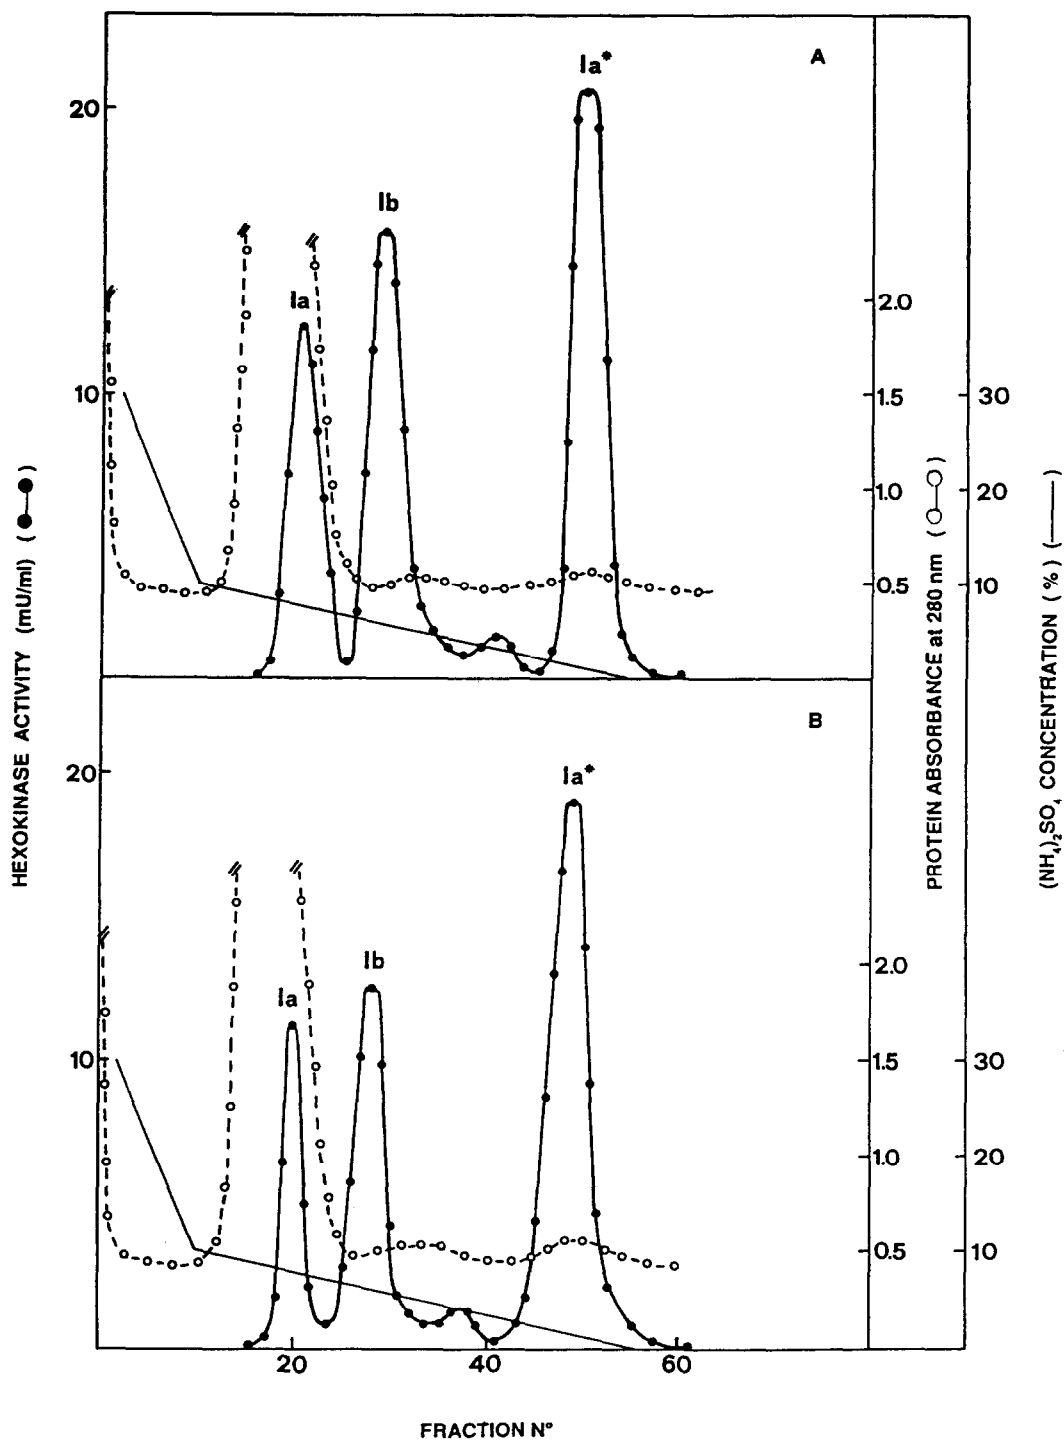 A
Ia*
20
Ib
Ia
2.0
10
1.5
30
1.0
20
0.5
10
B
20
Ia*
Ib
Ia
2.0
10
1.5
30
1.0
20
0.5
10
20
40
60
FRACTION Nº
HEXOKINASE ACTIVITY (mU/ml) (●—●)
PROTEIN ABSORBANCE at 280 nm (○—○)
(NH₄)₂SO₄ CONCENTRATION (%) (——)